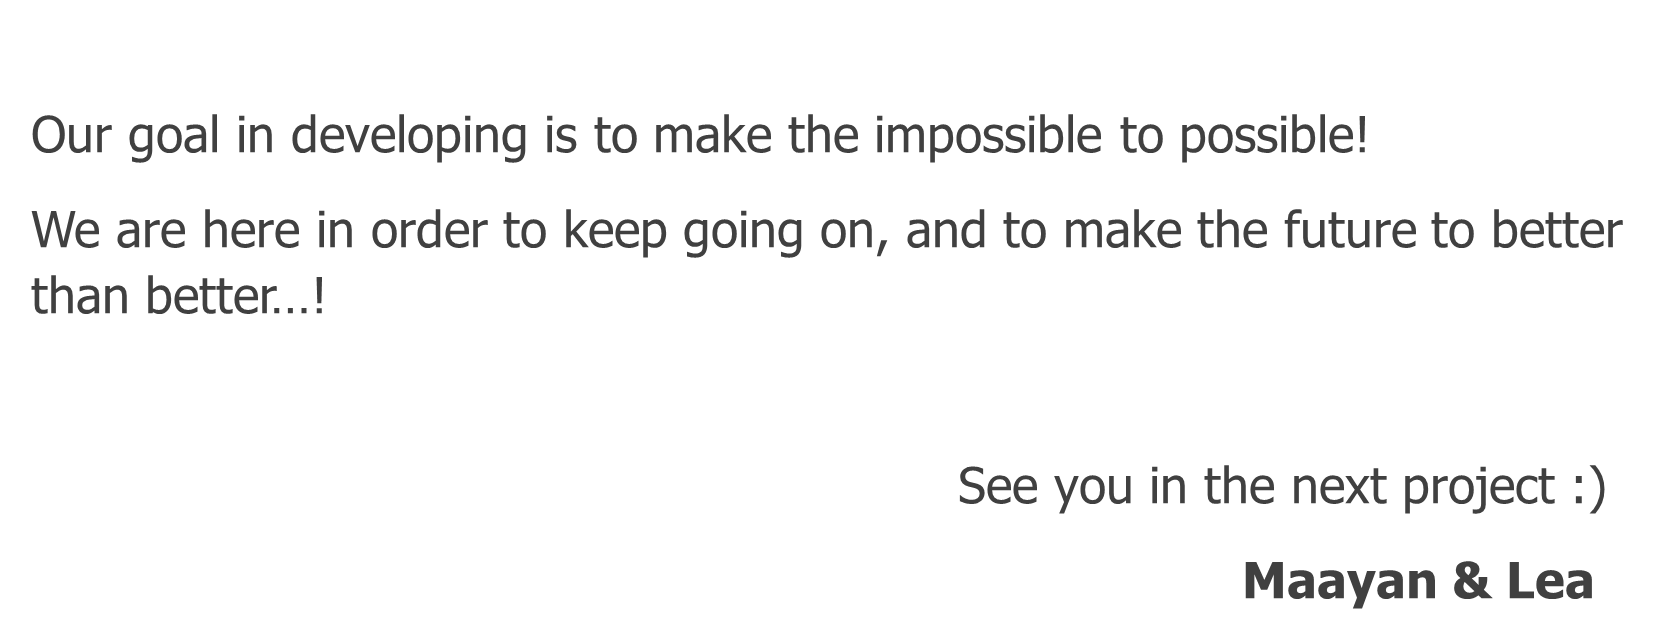 Our goal in developing is to make the impossible to possible!
We are here in order to keep going on, and to make the future to better
than better...!
See you in the next project :)
Maayan & Lea